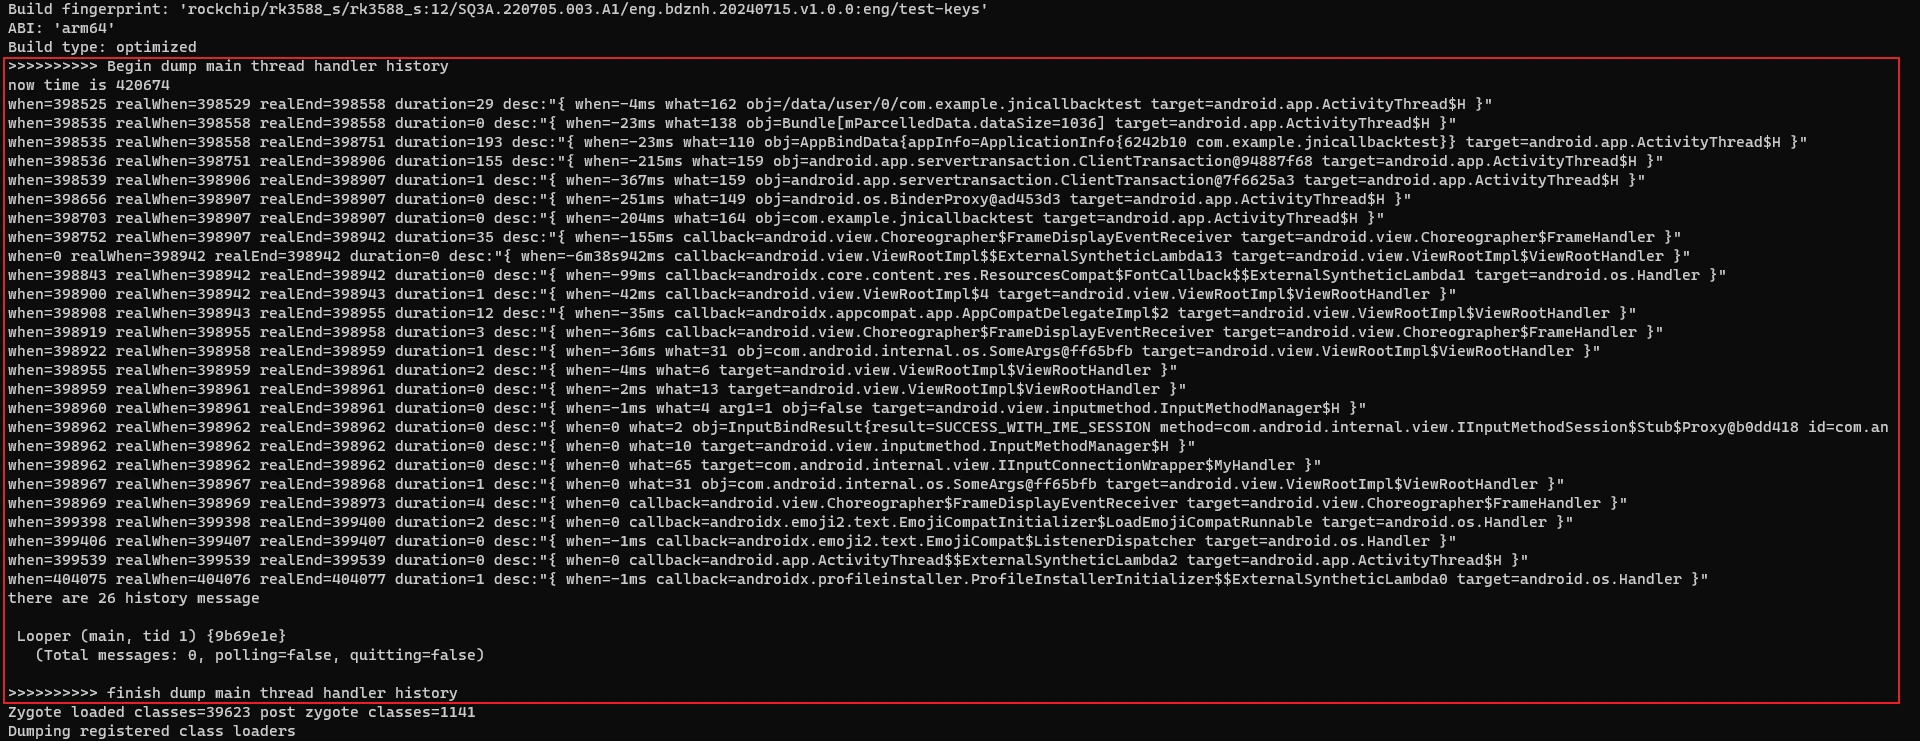 Build fingerprint: 'rockchip/rk3588_s/rk3588_s:12/SQ3A.220705.003.A1/eng.bdznh.20240715.v1.0.0:eng/test-keys'
ABI: 'arm64'
Build type: optimized
>>>>>>>>>> Begin dump main thread handler history
now time is 420674
when=398525 realWhen=398529 realEnd=398558 duration=29 desc:"{ when=-4ms what=162 obj=/data/user/0/com.example.jnicallbacktest target=android.app.ActivityThread$H }"
when=398535 realWhen=398558 realEnd=398558 duration=0 desc:"{ when=-23ms what=138 obj=Bundle[mParcelledData.dataSize=1036] target=android.app.ActivityThread$H }"
when=398535 realWhen=398558 realEnd=398751 duration=193 desc:"{ when=-23ms what=110 obj=AppBindData{appInfo=ApplicationInfo{6242b10 com.example.jnicallbacktest}} target=android.app.ActivityThread$H }"
when=398536 realWhen=398751 realEnd=398906 duration=155 desc:"{ when=-215ms what=159 obj=android.app.servertransaction.ClientTransaction@94887f68 target=android.app.ActivityThread$H }"
when=398539 realWhen=398906 realEnd=398907 duration=1 desc:"{ when=-367ms what=159 obj=android.app.servertransaction.ClientTransaction@7f6625a3 target=android.app.ActivityThread$H }"
when=398656 realWhen=398907 realEnd=398907 duration=0 desc:"{ when=-251ms what=149 obj=android.os.BinderProxy@ad453d3 target=android.app.ActivityThread$H }"
when=398703 realWhen=398907 realEnd=398907 duration=0 desc:"{ when=-204ms what=164 obj=com.example.jnicallbacktest target=android.app.ActivityThread$H }"
when=398752 realWhen=398907 realEnd=398942 duration=35 desc:"{ when=-155ms callback=android.view.Choreographer$FrameDisplayEventReceiver target=android.view.Choreographer$FrameHandler }"
when=0 realWhen=398942 realEnd=398942 duration=0 desc:"{ when=-6m38s942ms callback=android.view.ViewRootImpl$$ExternalSyntheticLambda13 target=android.view.ViewRootImpl$ViewRootHandler }"
when=398843 realWhen=398942 realEnd=398942 duration=0 desc:"{ when=-99ms callback=androidx.core.content.res.ResourcesCompat$FontCallback$$ExternalSyntheticLambda1 target=android.os.Handler }"
when=398900 realWhen=398942 realEnd=398943 duration=1 desc:"{ when=-42ms callback=android.view.ViewRootImpl$4 target=android.view.ViewRootImpl$ViewRootHandler }"
when=398908 realWhen=398943 realEnd=398955 duration=12 desc:"{ when=-35ms callback=androidx.appcompat.app.AppCompatDelegateImpl$2 target=android.view.ViewRootImpl$ViewRootHandler }"
when=398919 realWhen=398955 realEnd=398958 duration=3 desc:"{ when=-36ms callback=android.view.Choreographer$FrameDisplayEventReceiver target=android.view.Choreographer$FrameHandler }"
when=398922 realWhen=398958 realEnd=398959 duration=1 desc:"{ when=-36ms what=31 obj=com.android.internal.os.SomeArgs@ff65bfb target=android.view.ViewRootImpl$ViewRootHandler }"
when=398955 realWhen=398959 realEnd=398961 duration=2 desc:"{ when=-4ms what=6 target=android.view.ViewRootImpl$ViewRootHandler }"
when=398959 realWhen=398961 realEnd=398961 duration=0 desc:"{ when=-2ms what=13 target=android.view.ViewRootImpl$ViewRootHandler }"
when=398960 realWhen=398961 realEnd=398961 duration=0 desc:"{ when=-1ms what=4 arg1=1 obj=false target=android.view.inputmethod.InputMethodManager$H }"
when=398962 realWhen=398962 realEnd=398962 duration=0 desc:"{ when=0 what=2 obj=InputBindResult{result=SUCCESS_WITH_IME_SESSION method=com.android.internal.view.IInputMethodSession$Stub$Proxy@b0dd418 id=com.an
when=398962 realWhen=398962 realEnd=398962 duration=0 desc:"{ when=0 what=10 target=android.view.inputmethod.InputMethodManager$H }"
when=398962 realWhen=398962 realEnd=398962 duration=0 desc:"{ when=0 what=65 target=com.android.internal.view.IInputConnectionWrapper$MyHandler }"
when=398967 realWhen=398967 realEnd=398968 duration=1 desc:"{ when=0 what=31 obj=com.android.internal.os.SomeArgs@ff65bfb target=android.view.ViewRootImpl$ViewRootHandler }"
when=398969 realWhen=398969 realEnd=398973 duration=4 desc:"{ when=0 callback=android.view.Choreographer$FrameDisplayEventReceiver target=android.view.Choreographer$FrameHandler }"
when=399398 realWhen=399398 realEnd=399400 duration=2 desc:"{ when=0 callback=androidx.emoji2.text.EmojiCompatInitializer$LoadEmojiCompatRunnable target=android.os.Handler }"
when=399406 realWhen=399407 realEnd=399407 duration=0 desc:"{ when=-1ms callback=androidx.emoji2.text.EmojiCompat$ListenerDispatcher target=android.os.Handler }"
when=399539 realWhen=399539 realEnd=399539 duration=0 desc:"{ when=0 callback=android.app.ActivityThread$$ExternalSyntheticLambda2 target=android.app.ActivityThread$H }"
when=404075 realWhen=404076 realEnd=404077 duration=1 desc:"{ when=-1ms callback=androidx.profileinstaller.ProfileInstallerInitializer$$ExternalSyntheticLambda0 target=android.os.Handler }"
there are 26 history message
Looper (main, tid 1) {9b69e1e}
(Total messages: 0, polling=false, quitting=false)
>>>>>>>>>> finish dump main thread handler history
Zygote loaded classes=39623 post zygote classes=1141
Dumping registered class loaders